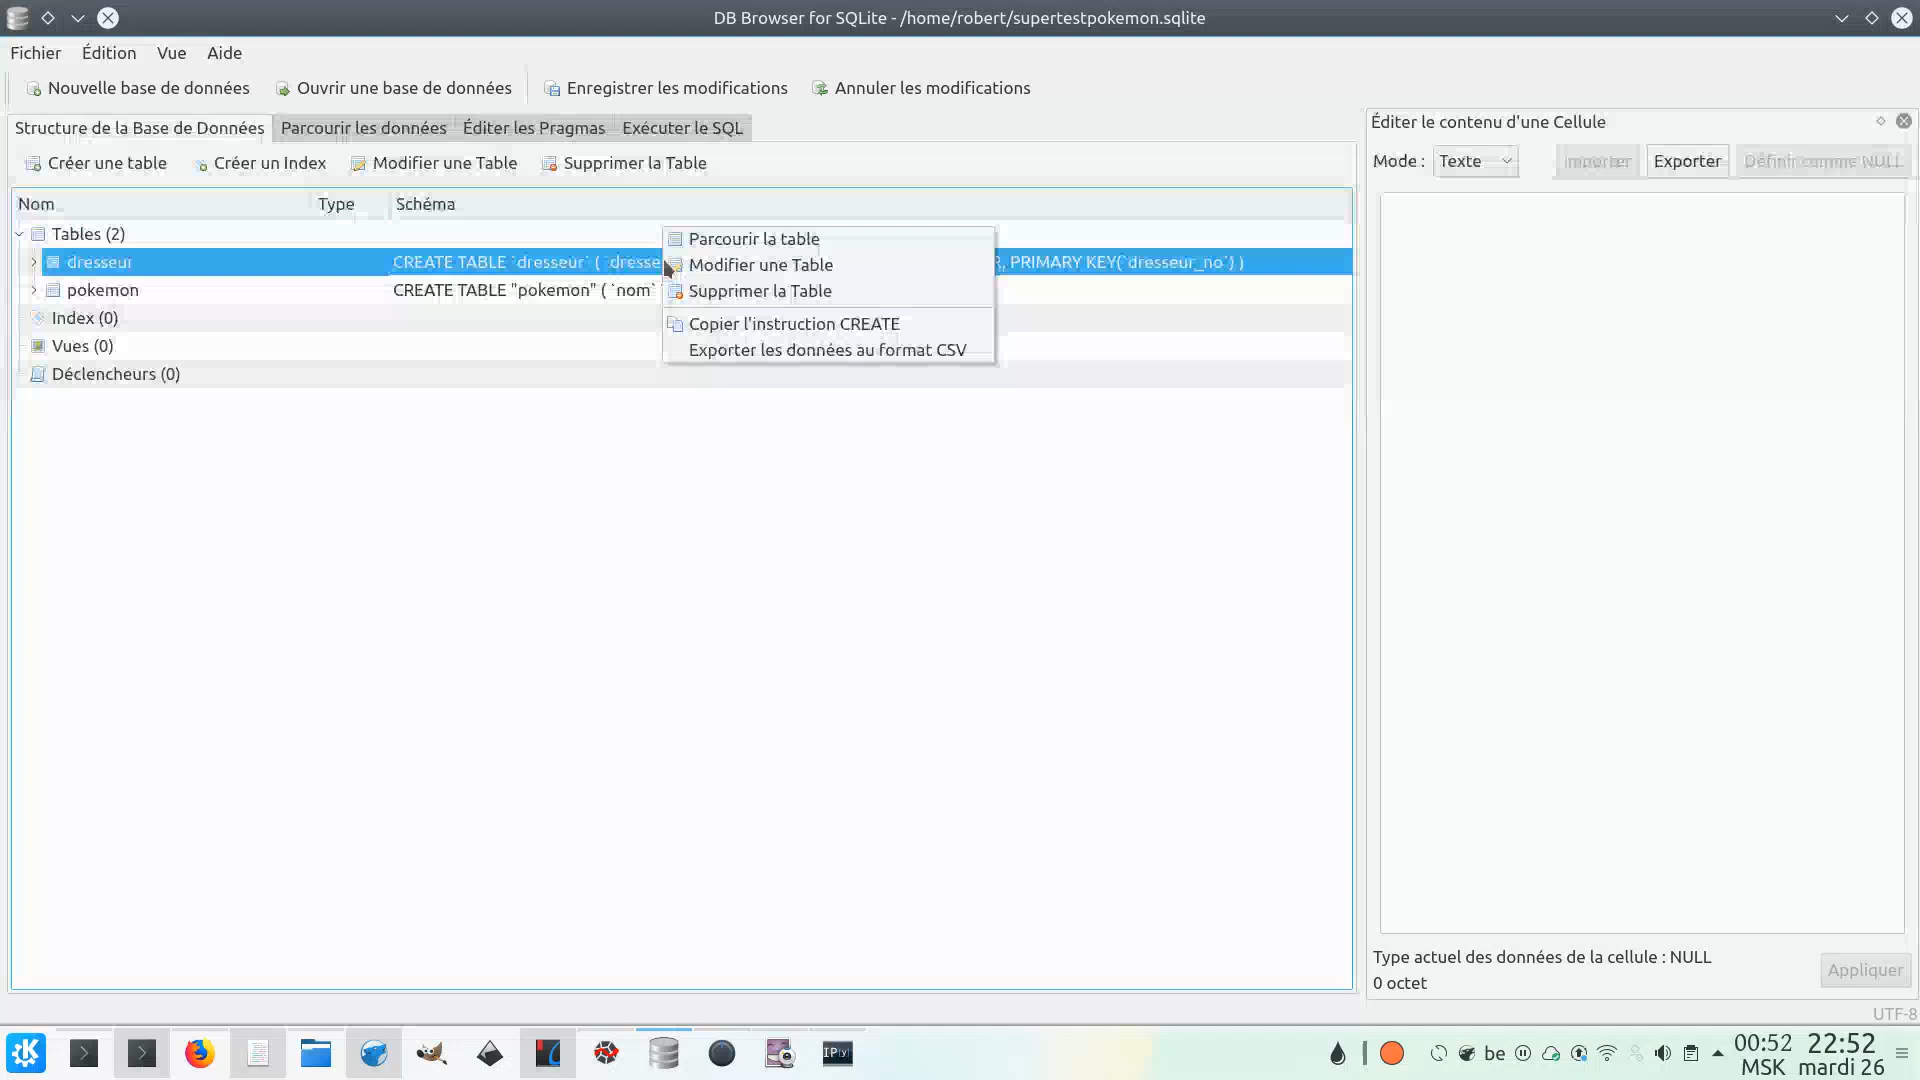 DB Browser for SQLite - /home/robert/supertestpokemon.sqlite
Fichier Édition Vue Aide
Nouvelle base de données Ouvrir une base de données Enregistrer les modifications Annuler les modifications
Structure de la Base de Données Parcourir les données Éditer les Pragmas Exécuter le SQL
Créer une table Créer un Index Modifier une Table Supprimer la Table
Nom Type Schéma
Tables (2)
dresseur CREATE TABLE `dresseur` ( `dresse R, PRIMARY KEY(`dresseur_no`) )
pokemon CREATE TABLE "pokemon" ( `nom`
Index (0)
Vues (0)
Déclencheurs (0)
Parcourir la table
Modifier une Table
Supprimer la Table
Copier l'instruction CREATE
Exporter les données au format CSV
Éditer le contenu d'une Cellule
Mode : Texte Importer Exporter Définir comme NULL
Type actuel des données de la cellule : NULL
0 octet
Appliquer
UTF-8
IP[y]
be
00:52 22:52
MSK mardi 26